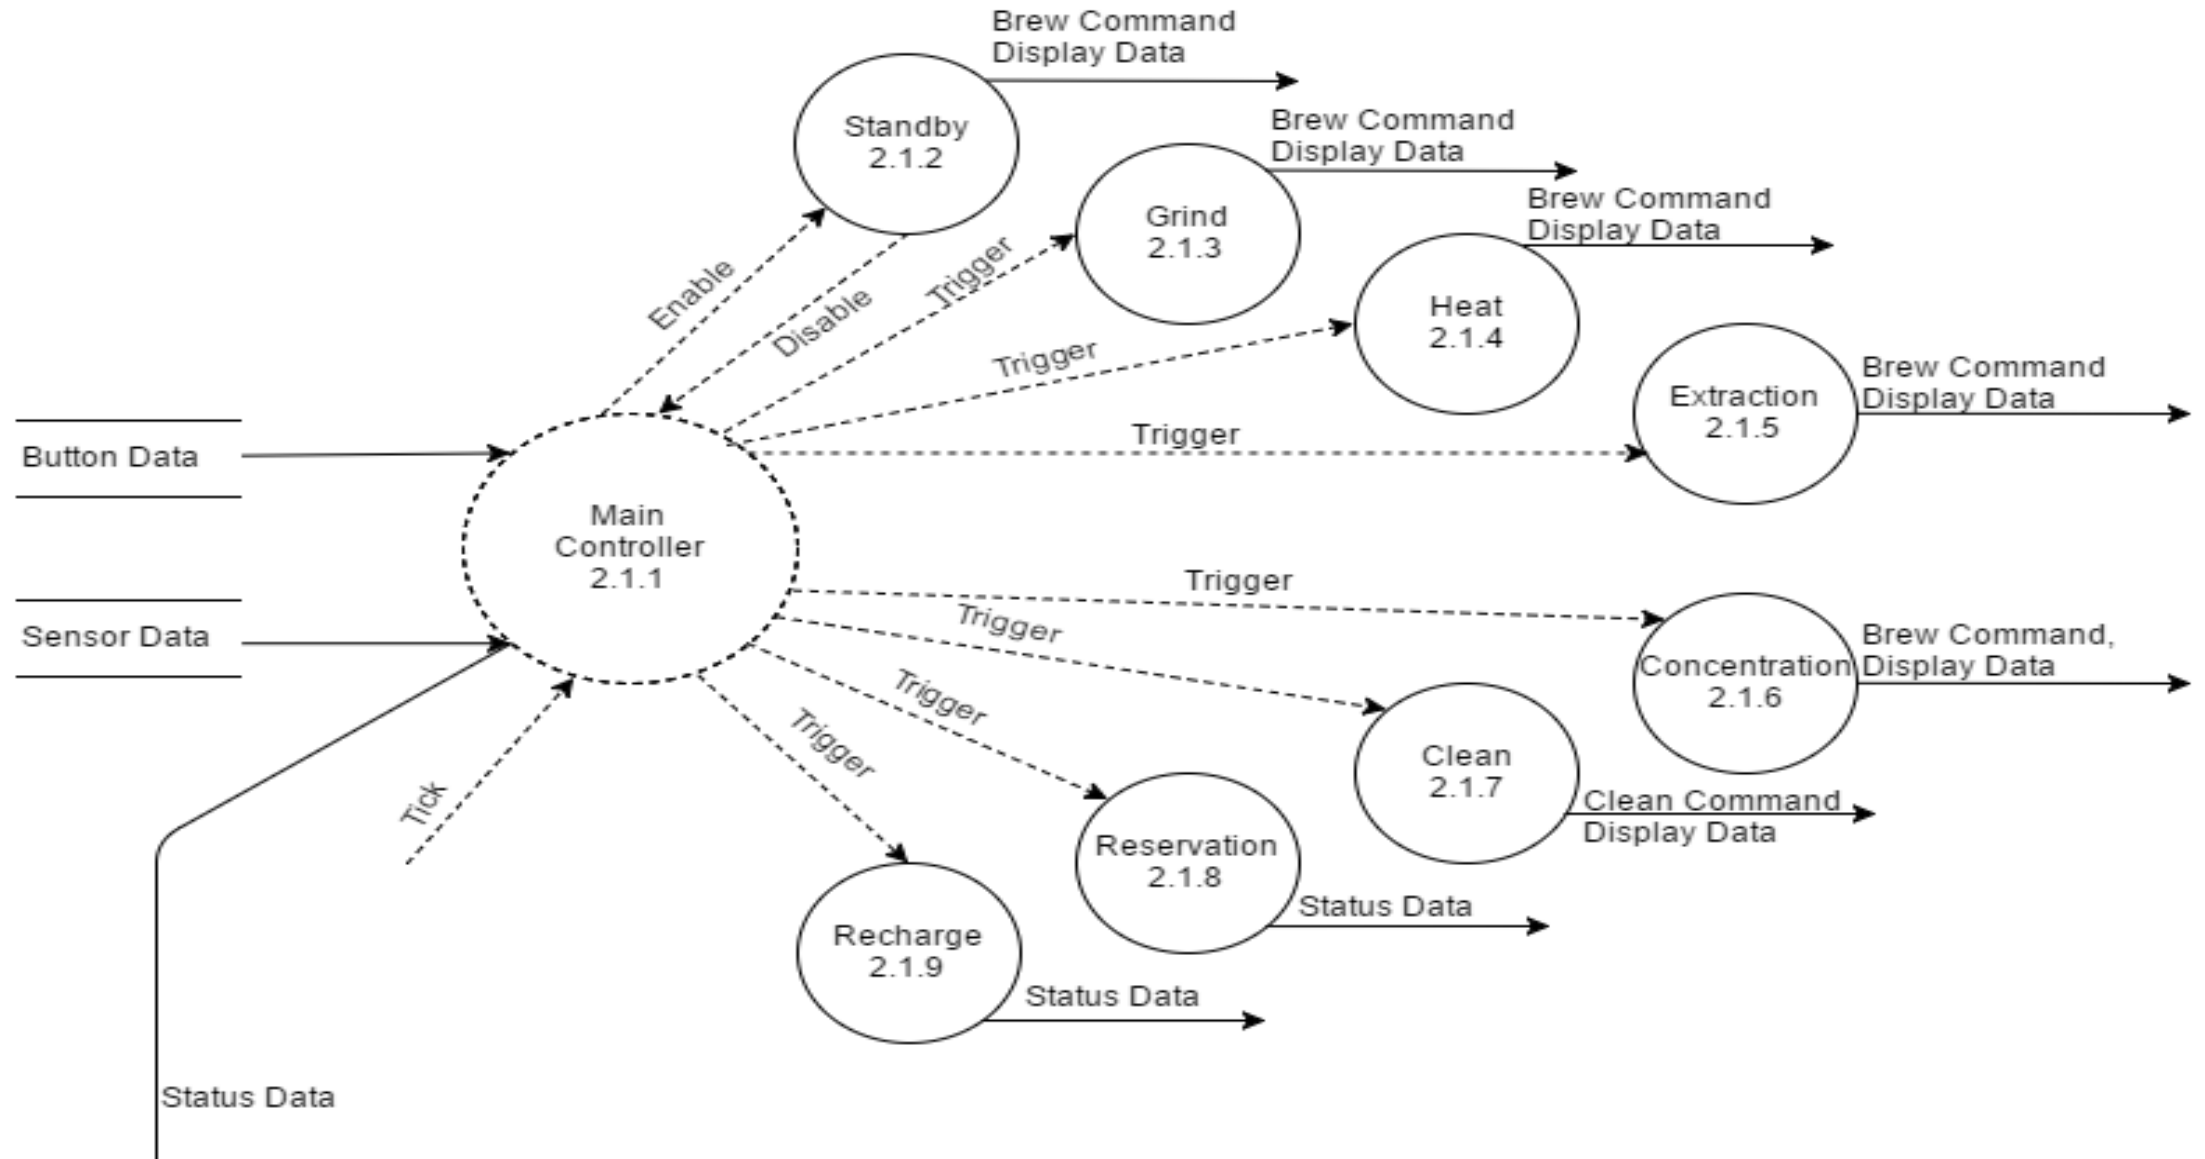 Brew Command
Display Data
Standby
2.1.2
Brew Command
Display Data
Grind
2.1.3
Brew Command
Display Data
Heat
2.1.4
Enable
Disable
Trigger
Trigger
Brew Command
Display Data
Extraction
2.1.5
Trigger
Button Data
Main
Controller
2.1.1
Trigger
Trigger
Sensor Data
Brew Command,
Display Data
Concentration
2.1.6
Trigger
Trigger
Clean
2.1.7
Clean Command
Display Data
Tick
Reservation
2.1.8
Status Data
Recharge
2.1.9
Status Data
Status Data